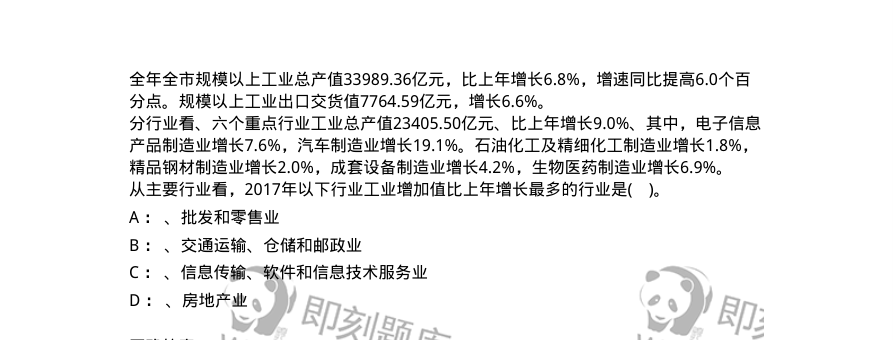 全年全市规模以上工业总产值33989.36亿元，比上年增长6.8%，增速同比提高6.0个百
分点。规模以上工业出口交货值7764.59亿元，增长6.6%。
分行业看、六个重点行业工业总产值23405.50亿元、比上年增长9.0%、其中，电子信息
产品制造业增长7.6%，汽车制造业增长19.1%。石油化工及精细化工制造业增长1.8%，
精品钢材制造业增长2.0%，成套设备制造业增长4.2%，生物医药制造业增长6.9%。
从主要行业看，2017年以下行业工业增加值比上年增长最多的行业是(　)。
A： 、批发和零售业
B： 、交通运输、仓储和邮政业
C： 、信息传输、软件和信息技术服务业
D： 、房地产业
即刻题库
即刻